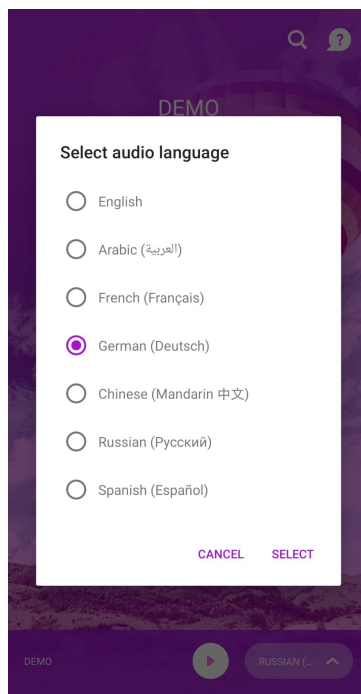 ?
DEMO
Select audio language
English
Arabic (العربية)
French (Français)
German (Deutsch)
Chinese (Mandarin 中文)
Russian (Русский)
Spanish (Español)
CANCEL SELECT
DEMO RUSSIAN (...